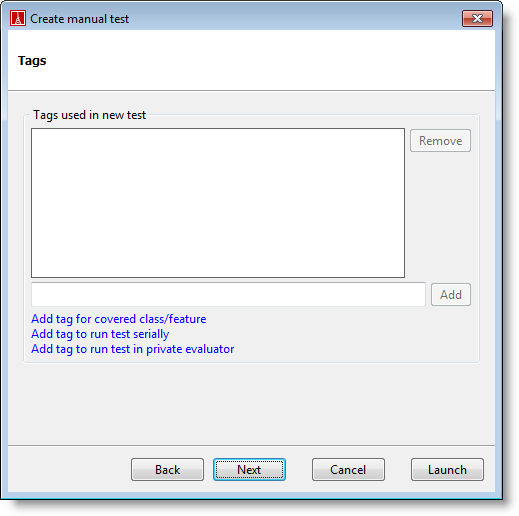 Create manual test
Tags
Tags used in new test
Remove
Add
Add tag for covered class/feature
Add tag to run test serially
Add tag to run test in private evaluator
Back
Next
Cancel
Launch